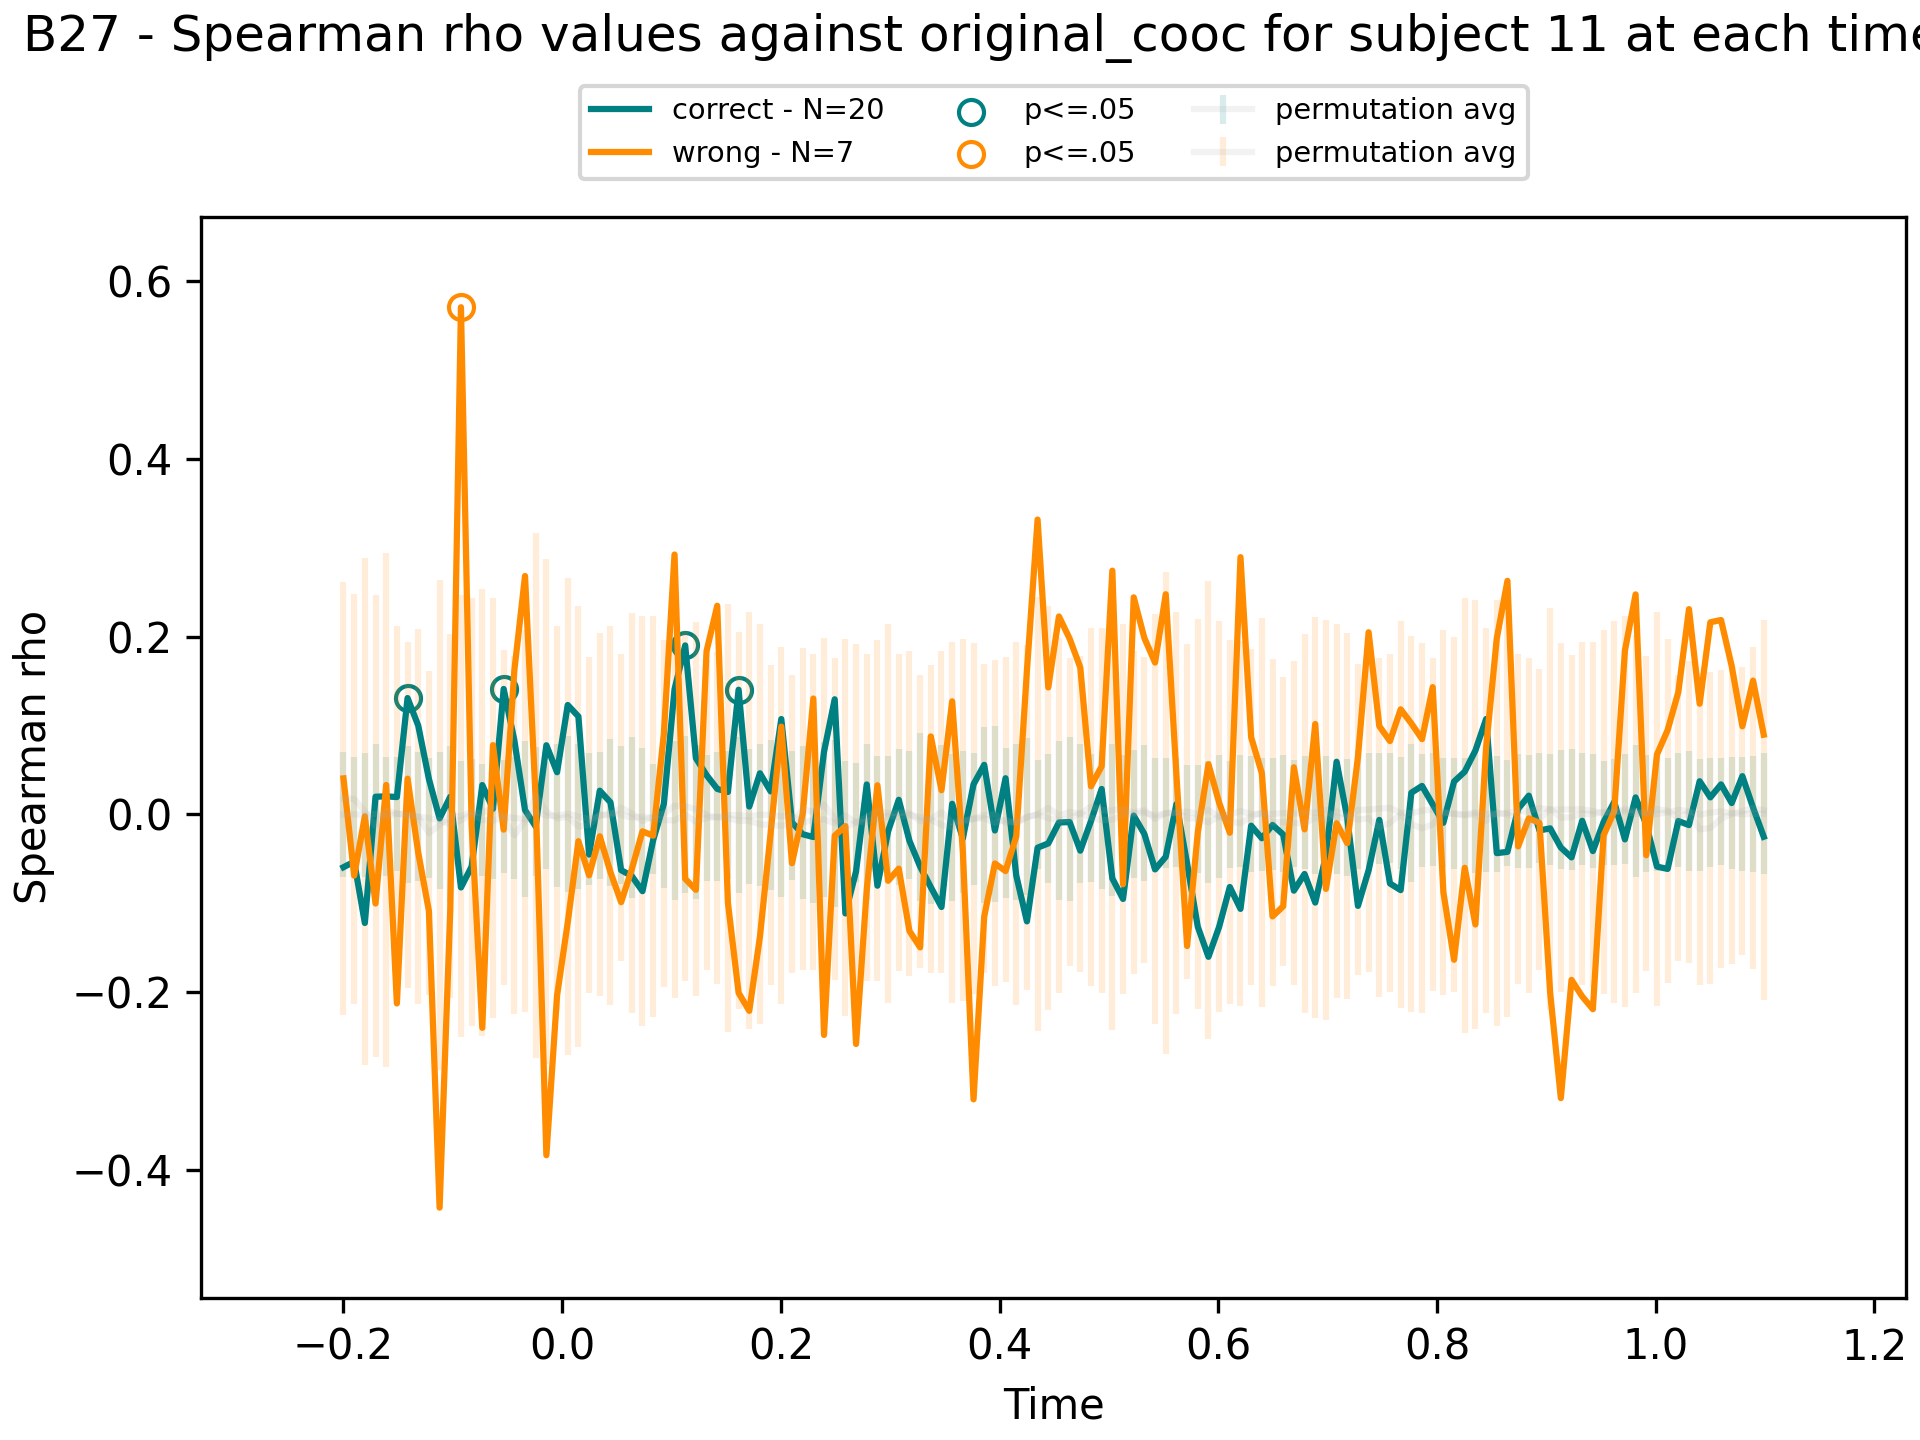 B27 - Spearman rho values against original_cooc for subject 11 at each time
correct - N=20 p<=.05 permutation avg
wrong - N=7 p<=.05 permutation avg
0.6
0.4
0.2
0.0
−0.2
−0.4
Spearman rho
−0.2 0.0 0.2 0.4 0.6 0.8 1.0 1.2
Time